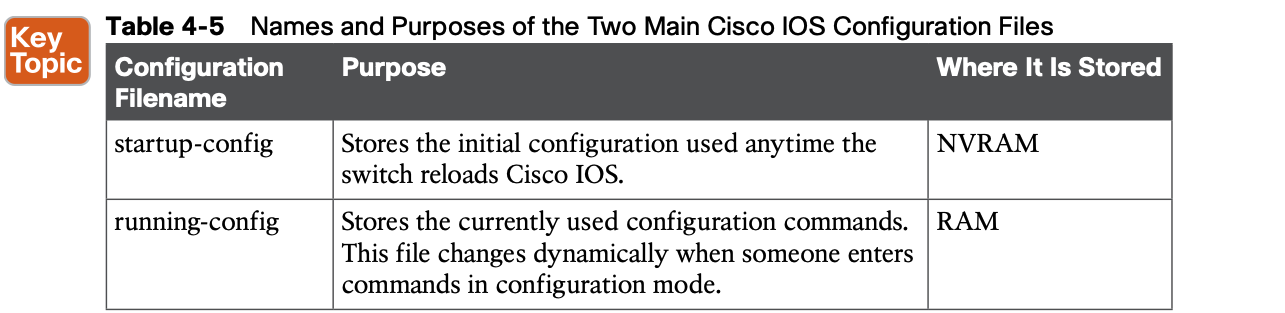 Key
Topic
Table 4-5 Names and Purposes of the Two Main Cisco IOS Configuration Files
Configuration
Filename
Purpose
Where It Is Stored
startup-config
Stores the initial configuration used anytime the
switch reloads Cisco IOS.
NVRAM
running-config
Stores the currently used configuration commands.
This file changes dynamically when someone enters
commands in configuration mode.
RAM